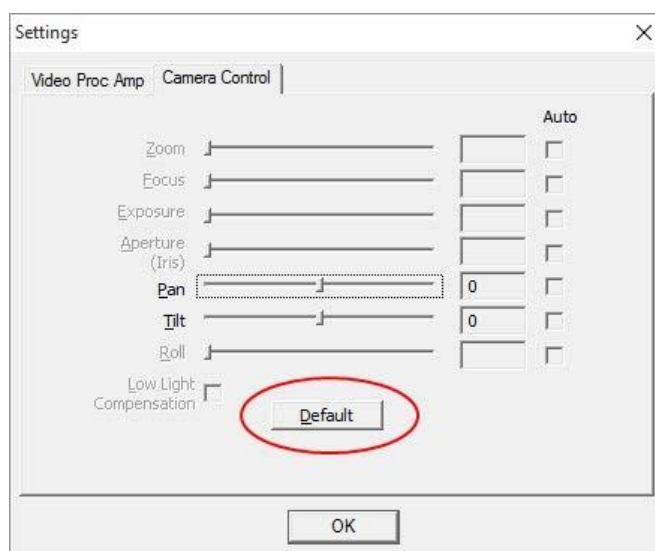 Settings
Video Proc Amp
Camera Control
Auto
Zoom
Focus
Exposure
Aperture
(Iris)
Pan 0
Tilt 0
Roll
Low Light
Compensation
Default
OK